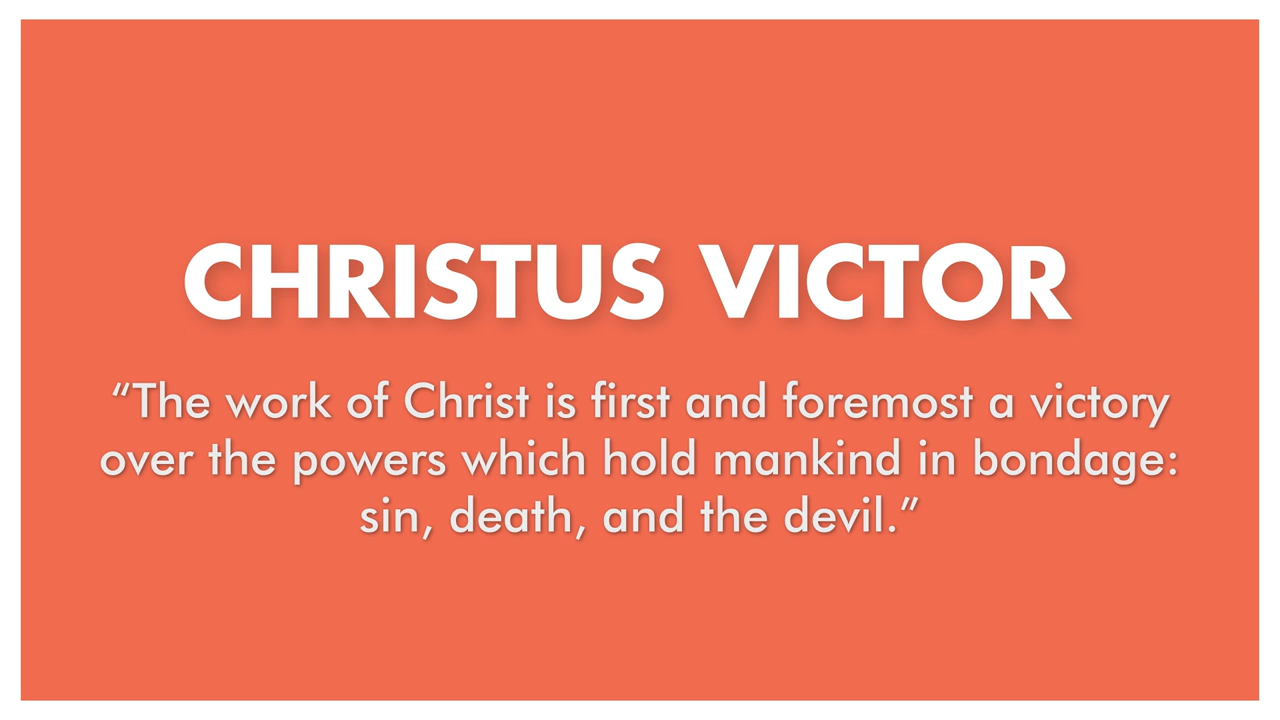 CHRISTUS VICTOR
“The work of Christ is first and foremost a victory
over the powers which hold mankind in bondage:
sin, death, and the devil.”